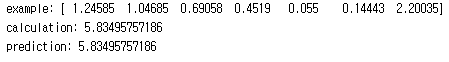 example: [ 1.24585  1.04685  0.69058  0.4519   0.055    0.14443  2.20035]
calculation: 5.83495757186
prediction: 5.83495757186